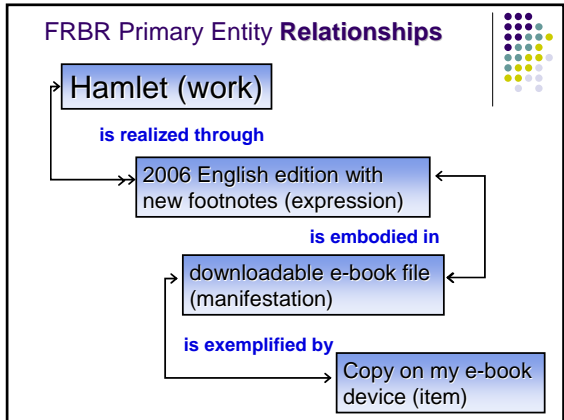 FRBR Primary Entity Relationships
Hamlet (work)
is realized through
2006 English edition with
new footnotes (expression)
is embodied in
downloadable e-book file
(manifestation)
is exemplified by
Copy on my e-book
device (item)